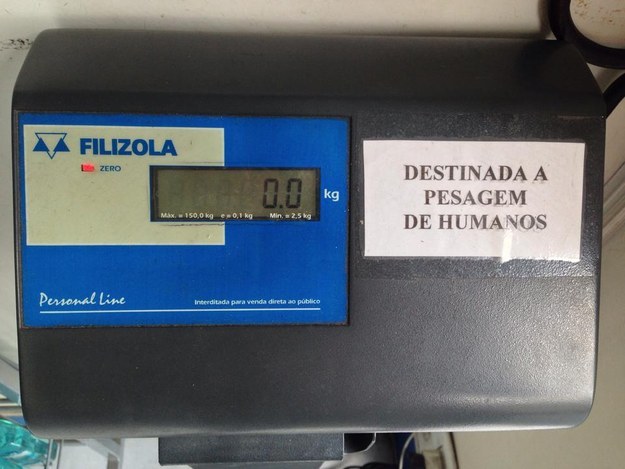 FILIZOLA
ZERO
0.0 kg
Máx. = 150,0 kg e = 0,1 kg Min. = 2,5 kg
Personal Line
Interditada para venda direta ao público
DESTINADA A
PESAGEM
DE HUMANOS